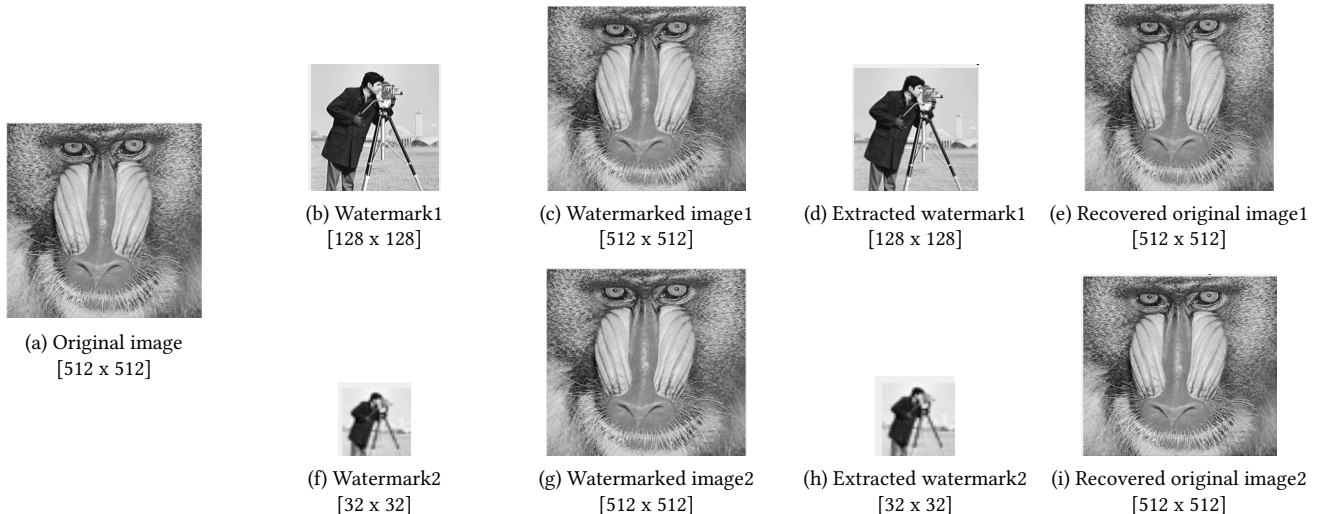 (a) Original image
[512 x 512]
(b) Watermark1
[128 x 128]
(c) Watermarked image1
[512 x 512]
(d) Extracted watermark1
[128 x 128]
(e) Recovered original image1
[512 x 512]
(f) Watermark2
[32 x 32]
(g) Watermarked image2
[512 x 512]
(h) Extracted watermark2
[32 x 32]
(i) Recovered original image2
[512 x 512]